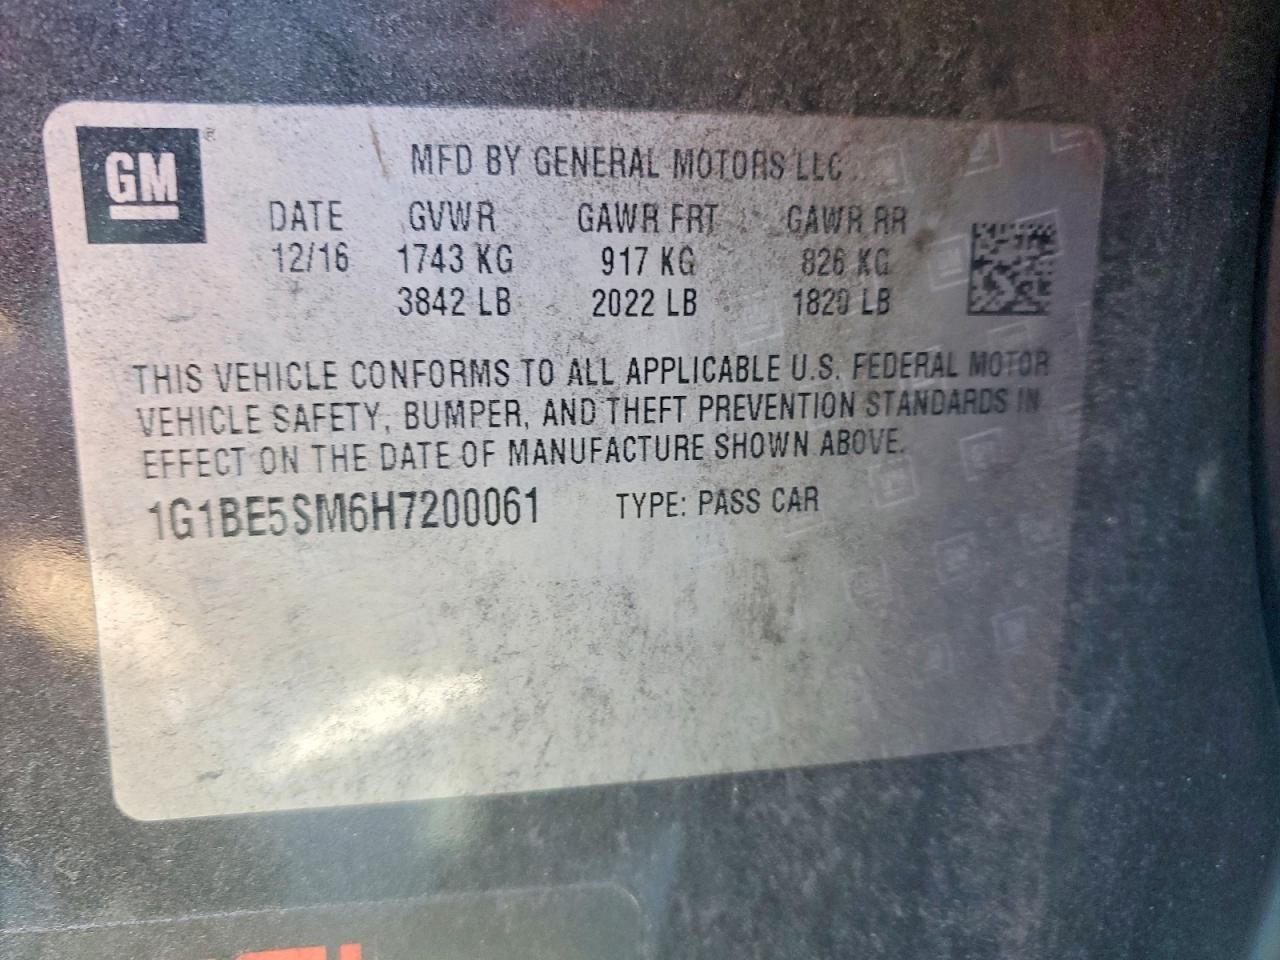 GM®
MFD BY GENERAL MOTORS LLC
DATE GVWR GAWR FRT GAWR RR
12/16 1743 KG 917 KG 826 KG
3842 LB 2022 LB 1820 LB
THIS VEHICLE CONFORMS TO ALL APPLICABLE U.S. FEDERAL MOTOR
VEHICLE SAFETY, BUMPER, AND THEFT PREVENTION STANDARDS IN
EFFECT ON THE DATE OF MANUFACTURE SHOWN ABOVE.
1G1BE5SM6H7200061 TYPE: PASS CAR